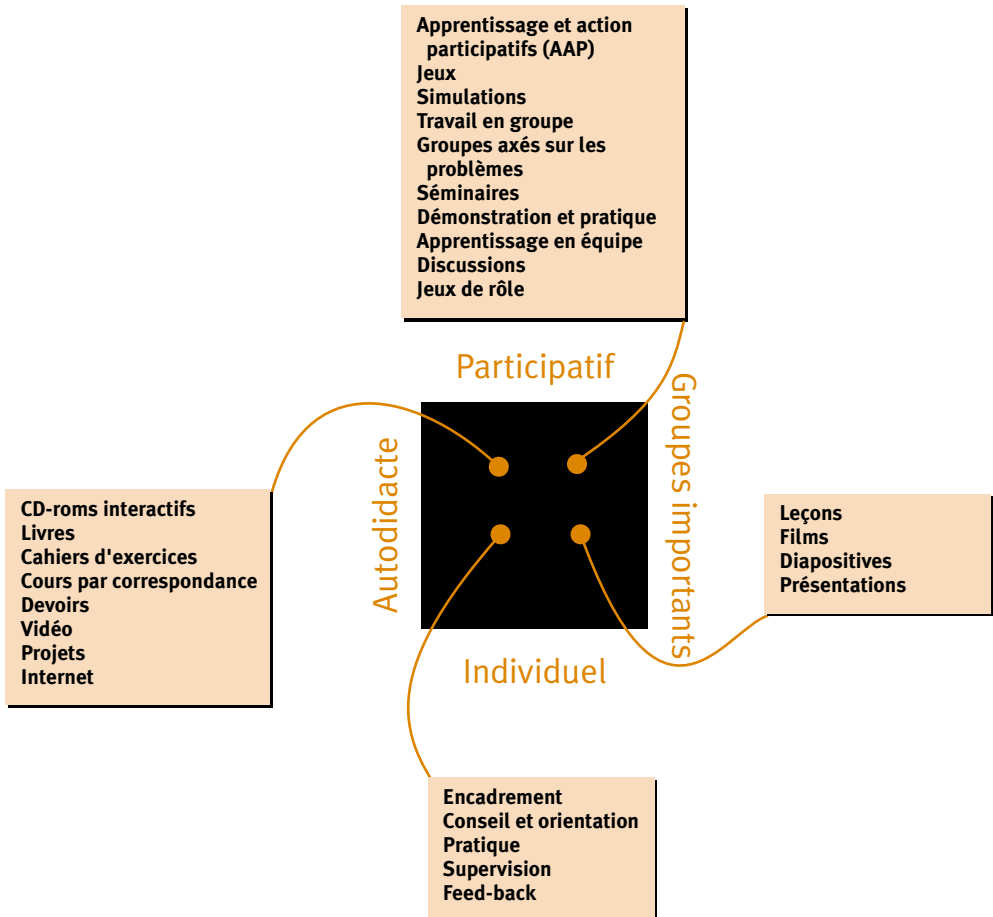 Apprentissage et action
participatifs (AAP)
Jeux
Simulations
Travail en groupe
Groupes axés sur les
problèmes
Séminaires
Démonstration et pratique
Apprentissage en équipe
Discussions
Jeux de rôle
Participatif
Autodidacte
Groupes importants
Individuel
CD-roms interactifs
Livres
Cahiers d'exercices
Cours par correspondance
Devoirs
Vidéo
Projets
Internet
Leçons
Films
Diapositives
Présentations
Encadrement
Conseil et orientation
Pratique
Supervision
Feed-back